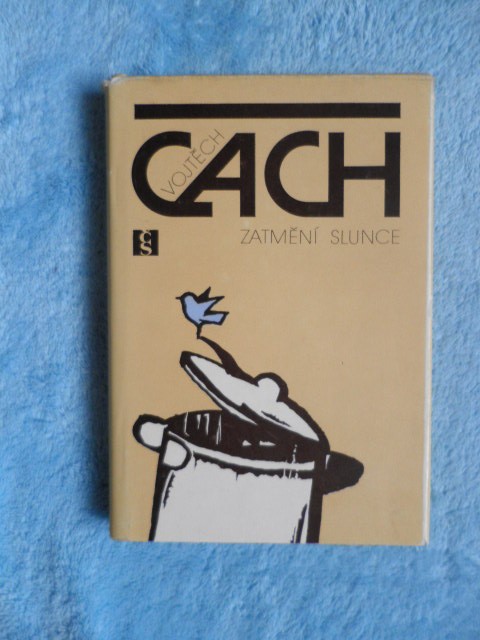 VOJTĚCH
CACH
ZATMĚNÍ SLUNCE
ČS